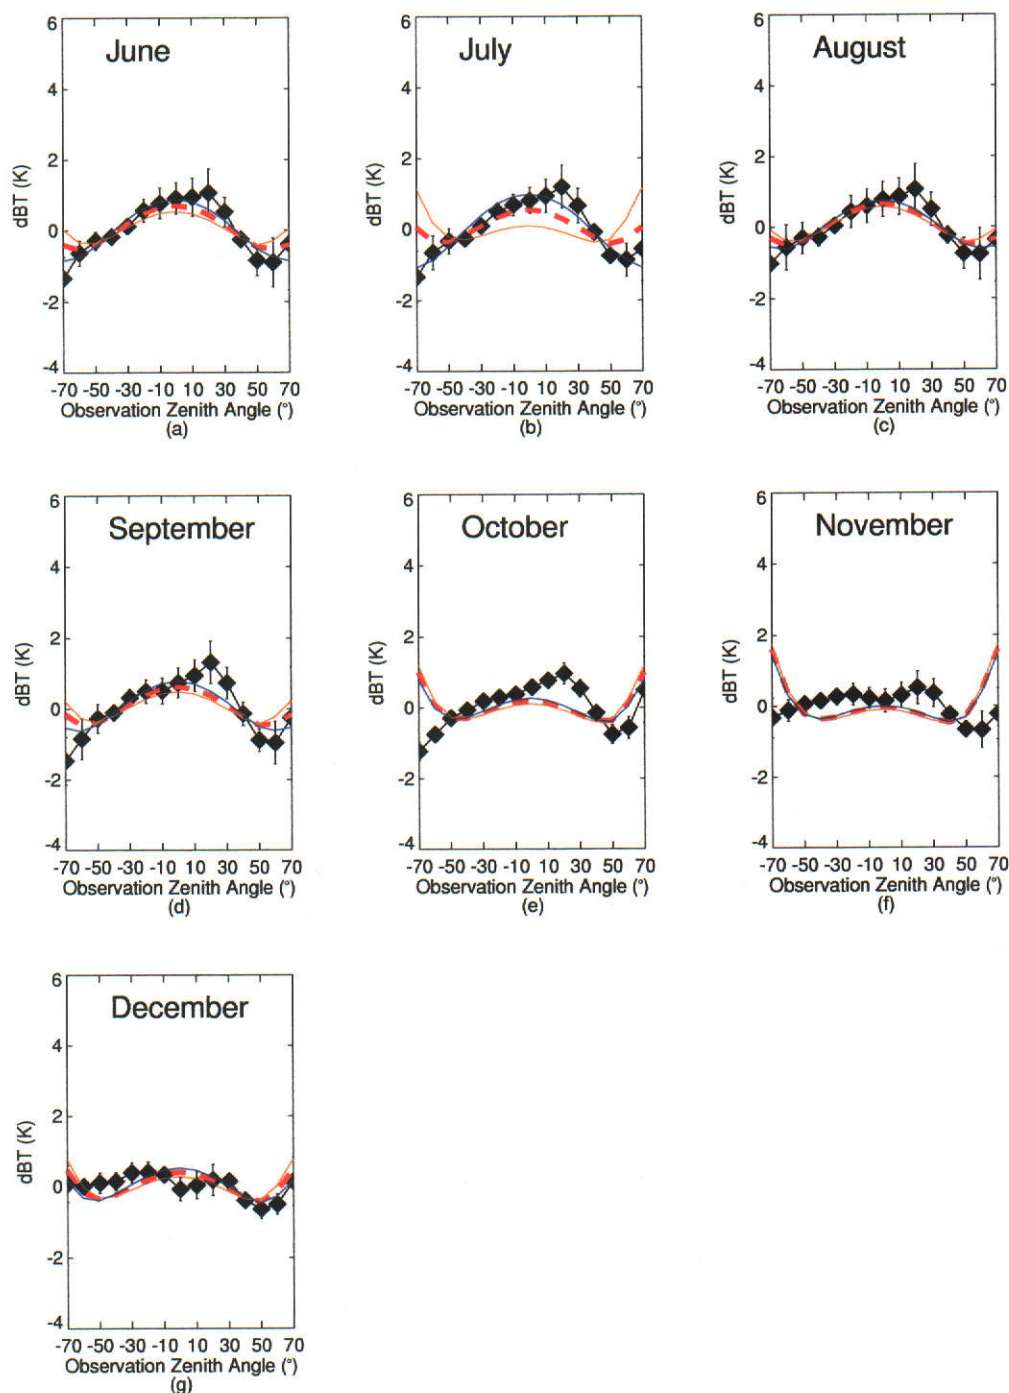 June
6
4
2
0
-2
-4
dBT (K)
-70 -50 -30 -10 10 30 50 70
Observation Zenith Angle (°)
(a)
July
6
4
2
0
-2
-4
dBT (K)
-70 -50 -30 -10 10 30 50 70
Observation Zenith Angle (°)
(b)
August
6
4
2
0
-2
-4
dBT (K)
-70 -50 -30 -10 10 30 50 70
Observation Zenith Angle (°)
(c)
September
6
4
2
0
-2
-4
dBT (K)
-70 -50 -30 -10 10 30 50 70
Observation Zenith Angle (°)
(d)
October
6
4
2
0
-2
-4
dBT (K)
-70 -50 -30 -10 10 30 50 70
Observation Zenith Angle (°)
(e)
November
6
4
2
0
-2
-4
dBT (K)
-70 -50 -30 -10 10 30 50 70
Observation Zenith Angle (°)
(f)
December
6
4
2
0
-2
-4
dBT (K)
-70 -50 -30 -10 10 30 50 70
Observation Zenith Angle (°)
(g)